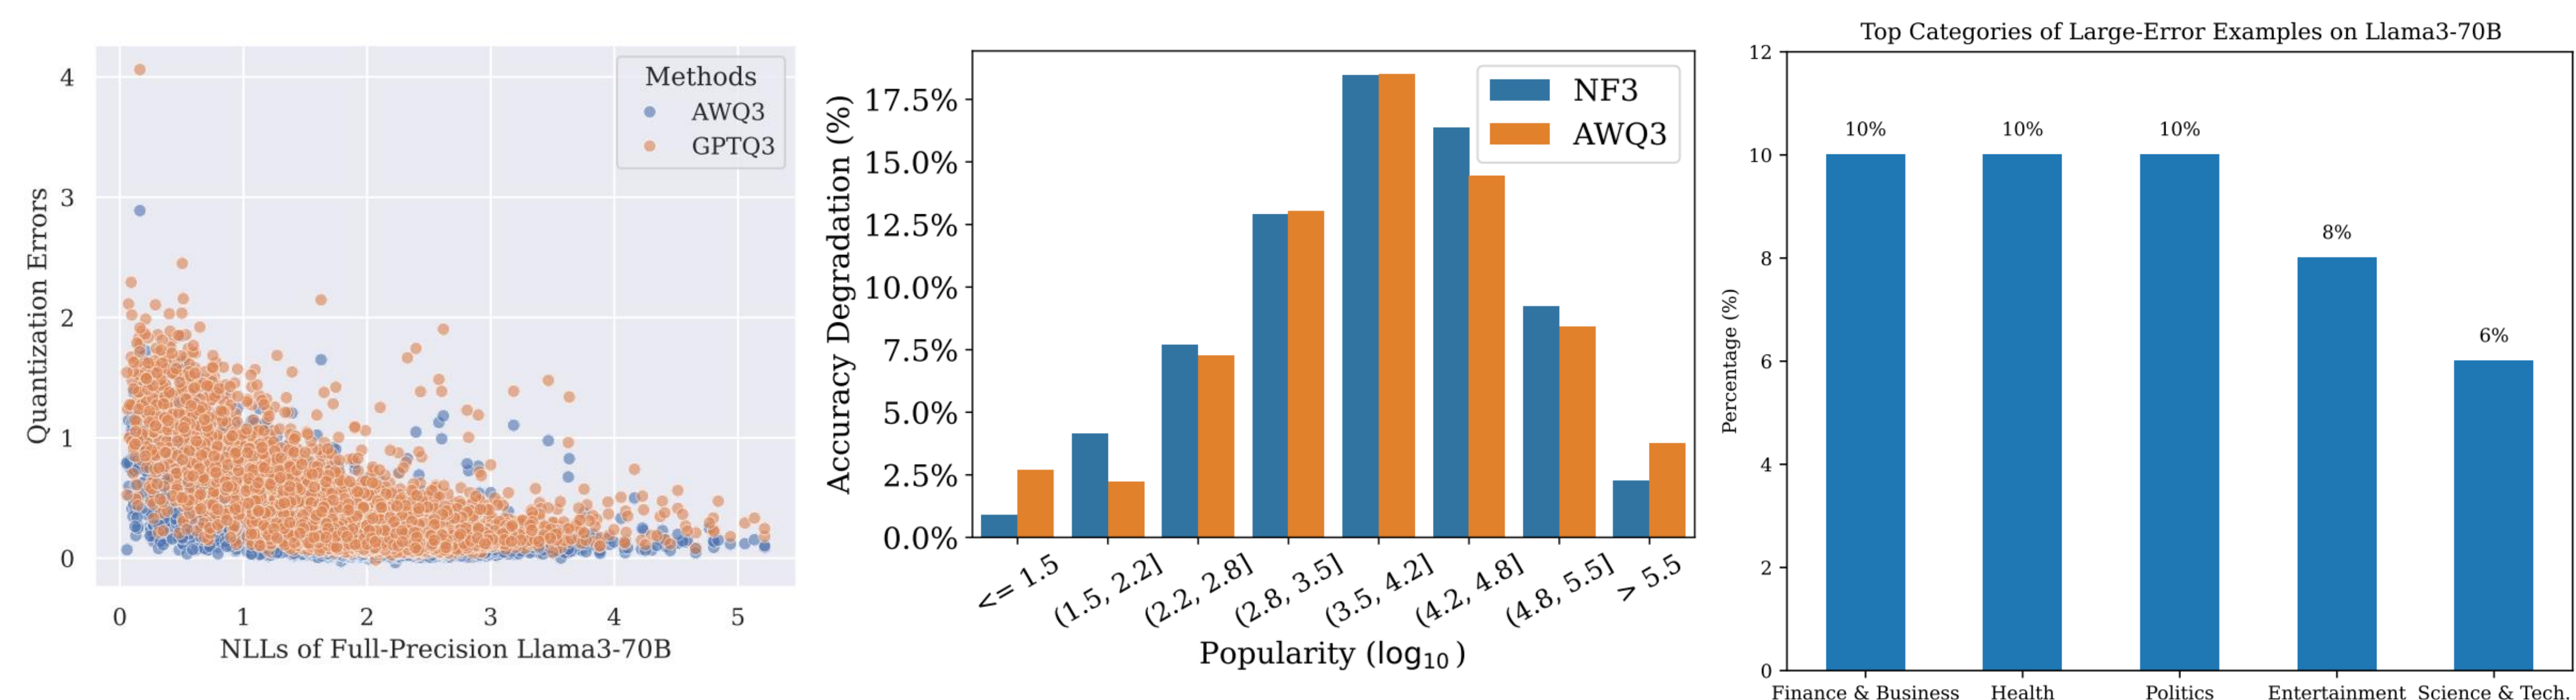 4
3
2
1
0
Quantization Errors
Methods
AWQ3
GPTQ3
0 1 2 3 4 5
NLLs of Full-Precision Llama3-70B
17.5%
15.0%
12.5%
10.0%
7.5%
5.0%
2.5%
0.0%
Accuracy Degradation (%)
NF3
AWQ3
<= 1.5 (1.5, 2.2] (2.2, 2.8] (2.8, 3.5] (3.5, 4.2] (4.2, 4.8] (4.8, 5.5] > 5.5
Popularity (log₁₀)
Top Categories of Large-Error Examples on Llama3-70B
12
10
8
6
4
2
0
Percentage (%)
10% 10% 10% 8% 6%
Finance & Business Health Politics Entertainment Science & Tech.